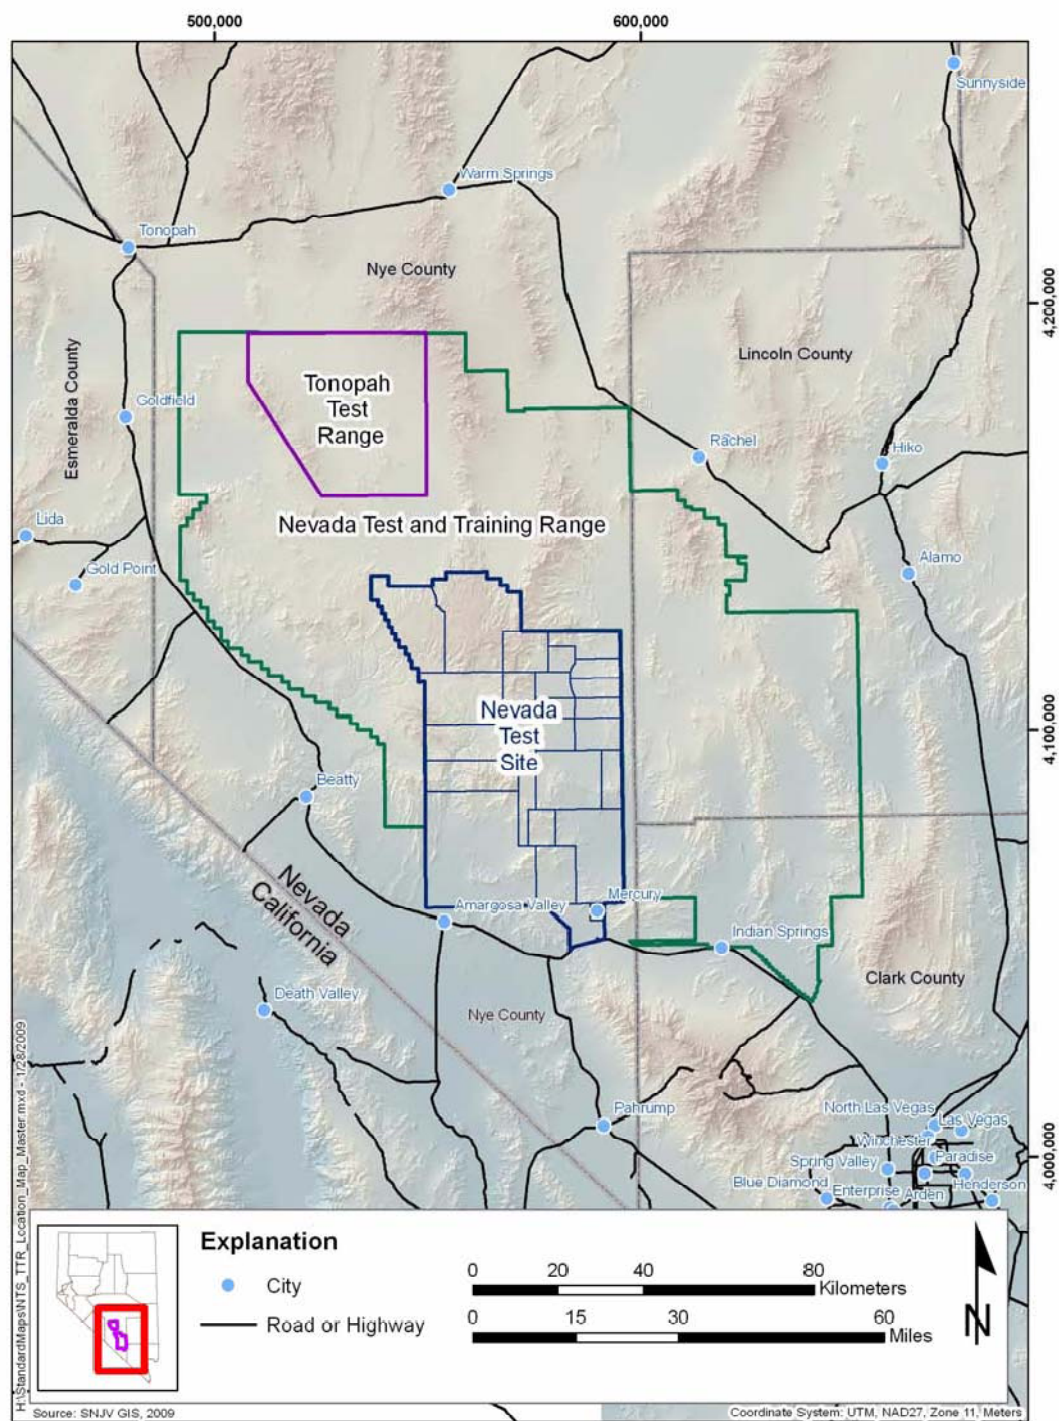 500,000
600,000
Sunnyside
Warm Springs
Tonopah
Nye County
4,200,000
Lincoln County
Tonopah
Test
Range
Esmeralda County
Goldfield
Rachel
Hiko
Nevada Test and Training Range
Lida
Gold Point
Alamo
Nevada
Test
Site
4,100,000
Beatty
Nevada
California
Mercury
Amargosa Valley
Indian Springs
Clark County
Death Valley
Nye County
Pahrump
North Las Vegas
Las Vegas
Winchester
Paradise
Spring Valley
4,000,000
Blue Diamond
Enterprise
Arden
Henderson
H:\StandardMaps\NTS_TTR_Location_Map_Master.mxd - 1/28/2009
Explanation
City
Road or Highway
0 20 40 80
Kilometers
0 15 30 60
Miles
N
Source: SNJV GIS, 2009
Coordinate System: UTM, NAD27, Zone 11, Meters